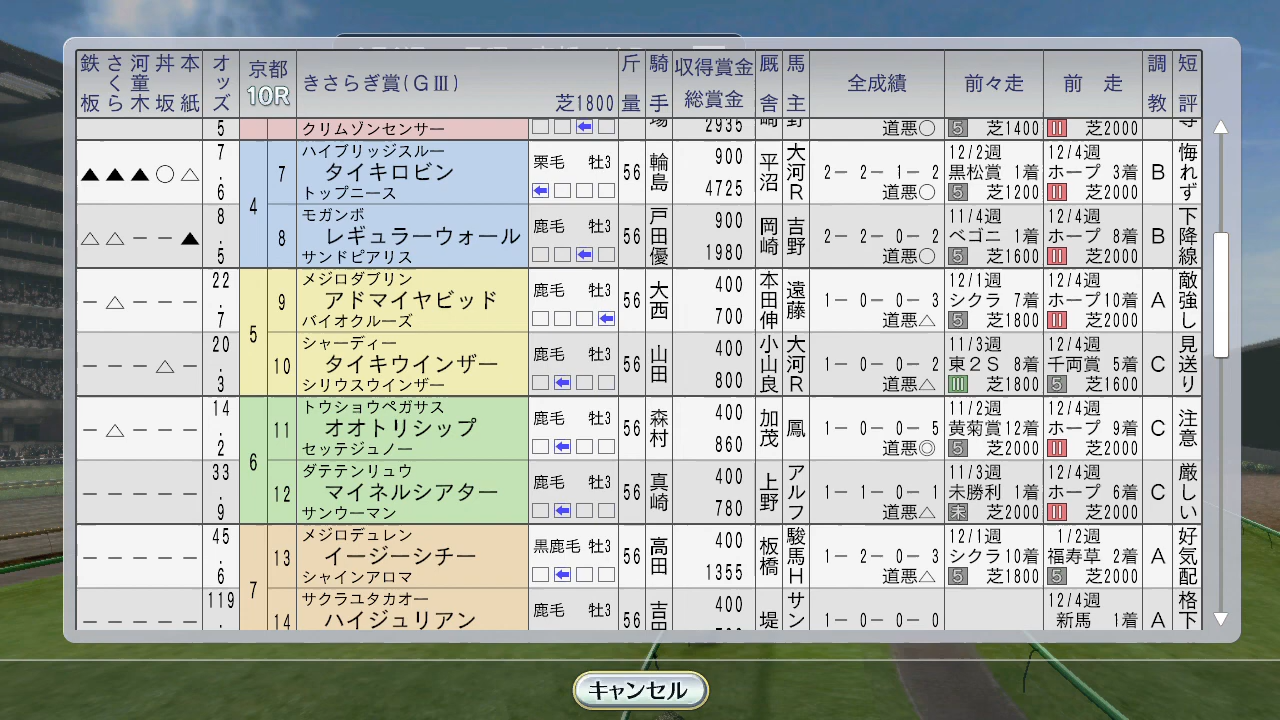 鉄板 さくら 河童木 丼坂 本紙 オッズ 京都 10R きさらぎ賞(GⅢ) 芝1800 斤量 騎手 収得賞金 総賞金 厩舎 馬主 全成績 前々走 前走 調教 短評
5 クリムゾンセンサー 2935 道悪○ 5 芝1400 II 芝2000
▲ ▲ ▲ ○ △ 7.6 4 7 ハイブリッジスルー 栗毛 牡3 56 輪島 900 平沼 大河R 2- 2- 1- 2 12/2週 12/4週 B 悔れず
タイキロビン 黒松賞 1着 ホープ 3着
トップニース 4725 道悪○ 5 芝1200 II 芝2000
△ △ - - ▲ 8.5 8 モガンボ 鹿毛 牡3 56 戸田優 900 岡崎 吉野 2- 2- 0- 2 11/4週 12/4週 B 下降線
レギュラーウォール ベゴニ 1着 ホープ 8着
サンドピアリス 1980 道悪○ 5 芝1600 II 芝2000
- △ - - - 22.7 5 9 メジロダブリン 鹿毛 牡3 56 大西 400 本田伸 遠藤 1- 0- 0- 3 12/1週 12/4週 A 敵強し
アドマイヤビッド シクラ 7着 ホープ10着
バイオクルーズ 700 道悪△ 5 芝1800 II 芝2000
- - - △ - 20.3 10 シャーディー 鹿毛 牡3 56 山田 400 小山良 大河R 1- 0- 0- 2 11/3週 12/4週 C 見送り
タイキウインザー 東2S 8着 千両賞 5着
シリウスウインザー 800 道悪△ III 芝1800 5 芝1600
- △ - - - 14.2 6 11 トウショウペガサス 鹿毛 牡3 56 森村 400 加茂 鳳 1- 0- 0- 5 11/2週 12/4週 C 注意
オオトリシップ 黄菊賞12着 ホープ 9着
セッテジュノー 860 道悪◎ 5 芝2000 II 芝2000
- - - - - 33.9 12 ダテテンリュウ 鹿毛 牡3 56 真崎 400 上野 アルフ 1- 1- 0- 1 11/3週 12/4週 C 厳しい
マイネルシアター 未勝利 1着 ホープ 6着
サンウーマン 780 道悪△ 未 芝2000 II 芝2000
- - - - - 45.6 7 13 メジロデュレン 黒鹿毛 牡3 56 高田 400 板橋 駿馬H 1- 2- 0- 3 12/1週 1/2週 A 好気配
イージーシチー シクラ10着 福寿草 2着
シャインアロマ 1355 道悪△ 5 芝1800 5 芝2000
- - - - - 119. 14 サクラユタカオー 鹿毛 牡3 56 400 堤 サン 1- 0- 0- 0 12/4週 A 格下
ハイジュリアン 新馬 1着
キャンセル